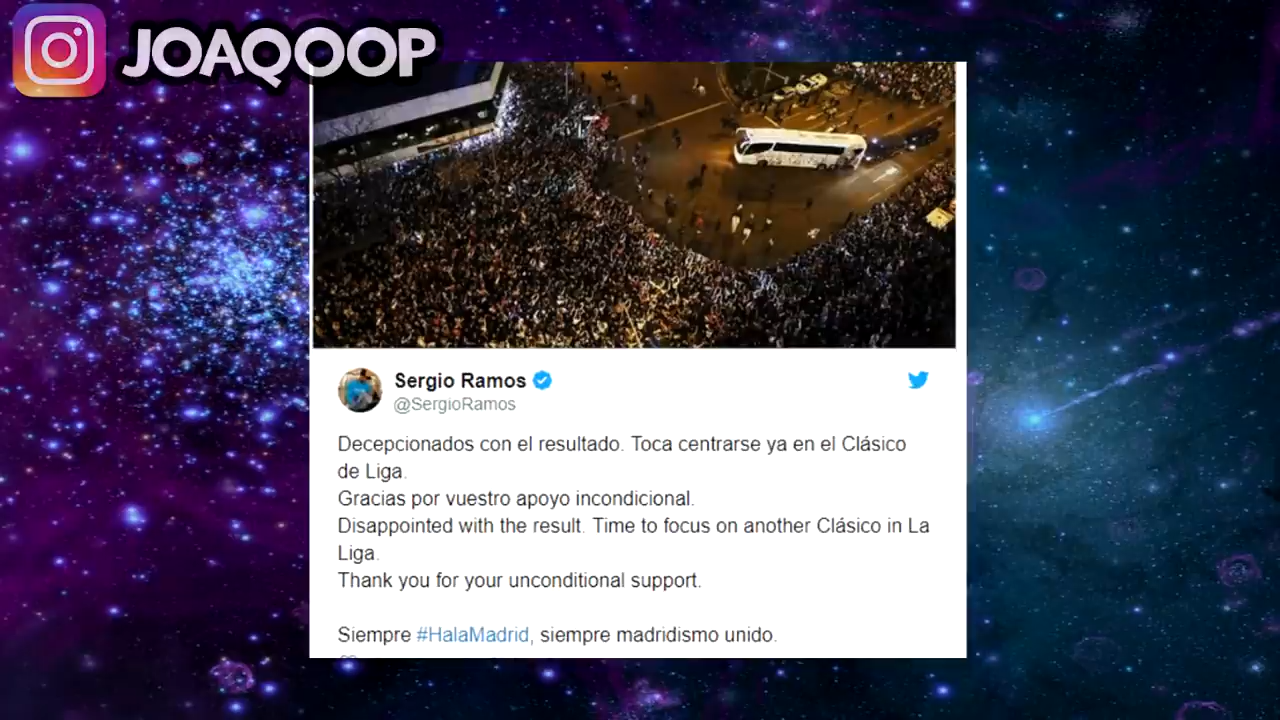 JOAQOOP
Sergio Ramos
@SergioRamos
Decepcionados con el resultado. Toca centrarse ya en el Clásico
de Liga.
Gracias por vuestro apoyo incondicional.
Disappointed with the result. Time to focus on another Clásico in La
Liga.
Thank you for your unconditional support.
Siempre #HalaMadrid, siempre madridismo unido.